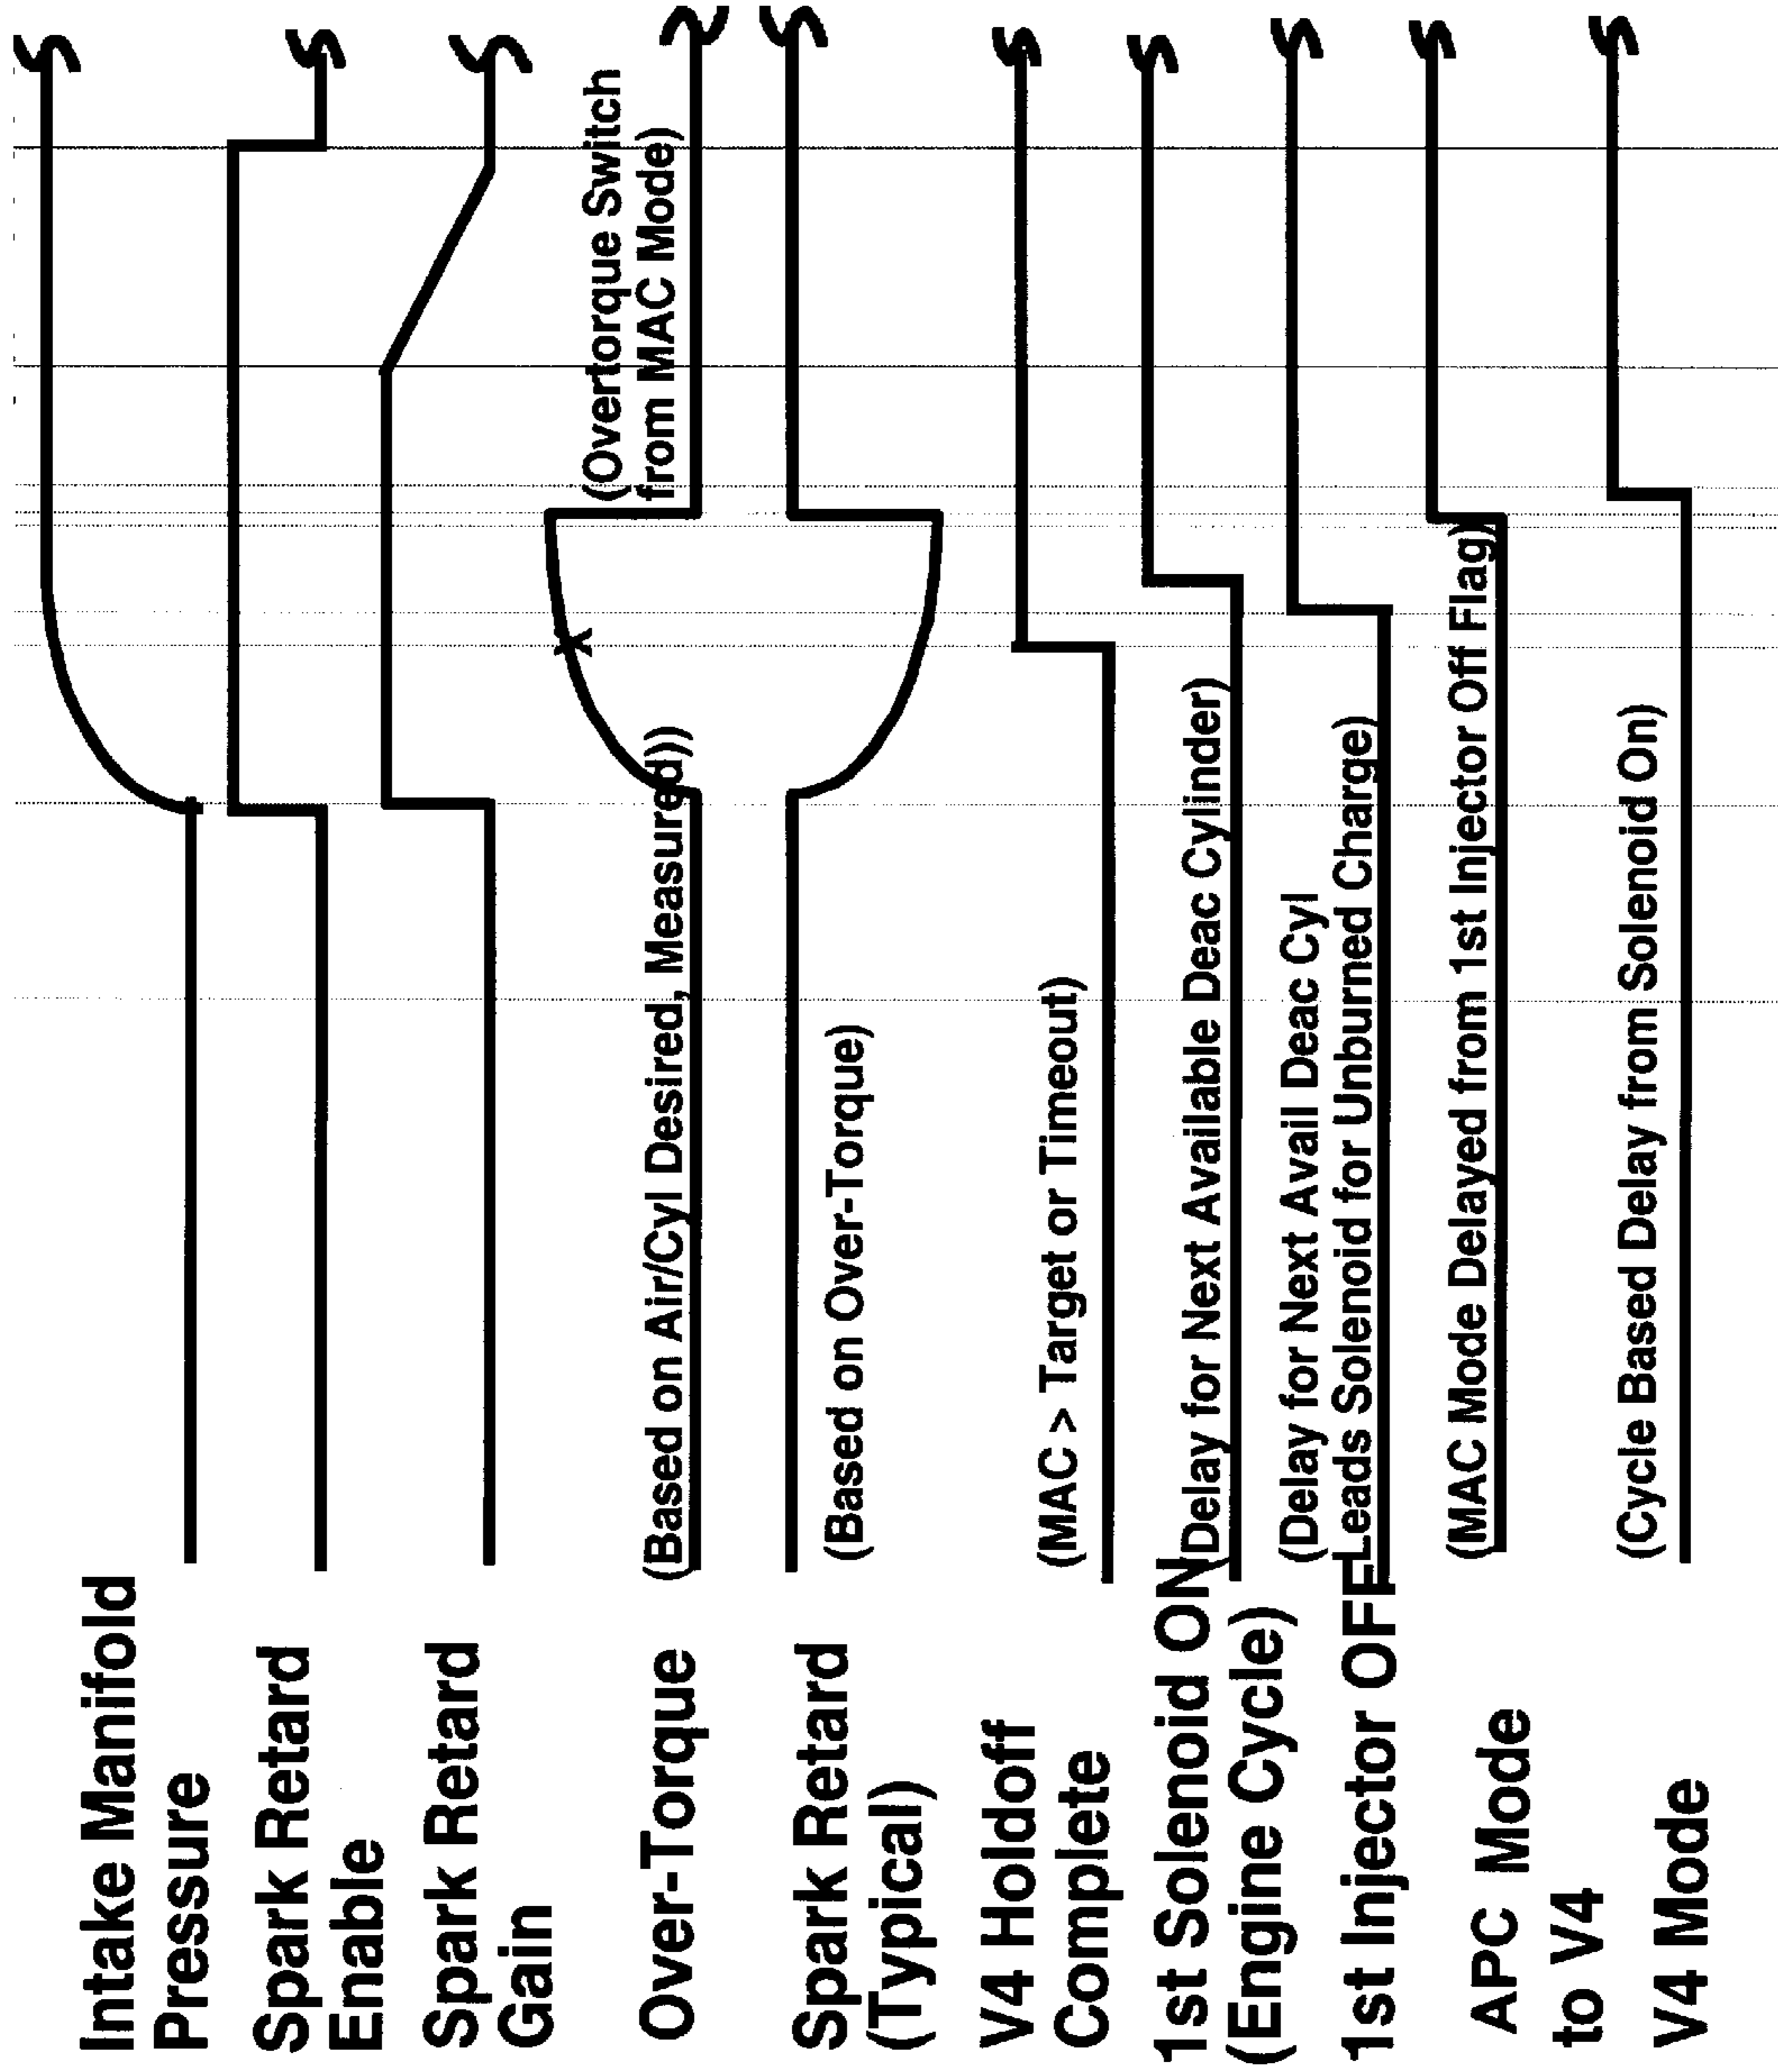 Intake Manifold
Pressure
Spark Retard
Enable
Spark Retard
Gain
(Overtorque Switch
from MAC Mode)
Over-Torque
(Based on Air/Cyl Desired, Measured))
x
Spark Retard
(Typical)
(Based on Over-Torque)
V4 Holdoff
Complete
(MAC > Target or Timeout)
1st Solenoid ON
(Engine Cycle)
(Delay for Next Available Deac Cylinder)
1st Injector OFF
(Delay for Next Avail Deac Cyl
Leads Solenoid for Unburned Charge)
APC Mode
to V4
(MAC Mode Delayed from 1st Injector Off Flag)
V4 Mode
(Cycle Based Delay from Solenoid On)